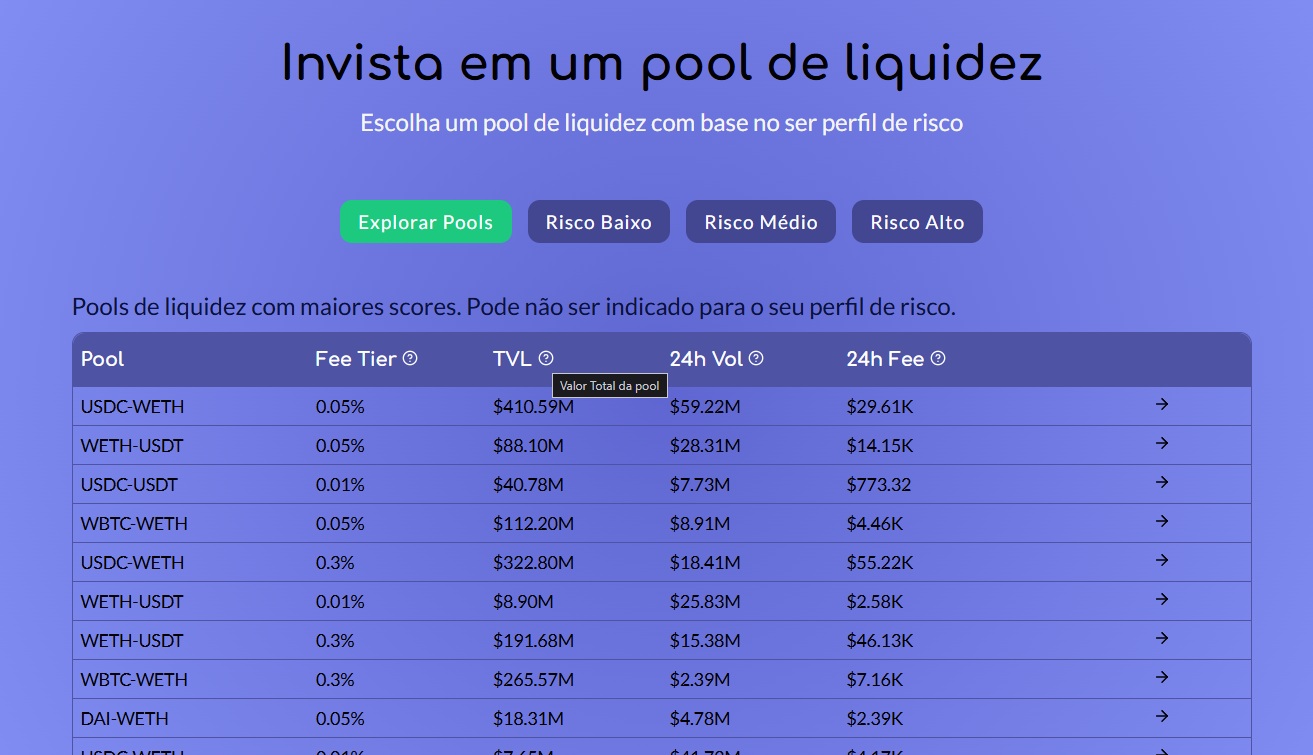 Invista em um pool de liquidez
Escolha um pool de liquidez com base no ser perfil de risco
Explorar Pools Risco Baixo Risco Médio Risco Alto
Pools de liquidez com maiores scores. Pode não ser indicado para o seu perfil de risco.
Pool Fee Tier TVL 24h Vol 24h Fee
Valor Total da pool
USDC-WETH 0.05% $410.59M $59.22M $29.61K
WETH-USDT 0.05% $88.10M $28.31M $14.15K
USDC-USDT 0.01% $40.78M $7.73M $773.32
WBTC-WETH 0.05% $112.20M $8.91M $4.46K
USDC-WETH 0.3% $322.80M $18.41M $55.22K
WETH-USDT 0.01% $8.90M $25.83M $2.58K
WETH-USDT 0.3% $191.68M $15.38M $46.13K
WBTC-WETH 0.3% $265.57M $2.39M $7.16K
DAI-WETH 0.05% $18.31M $4.78M $2.39K
USDC-WETH 0.01%